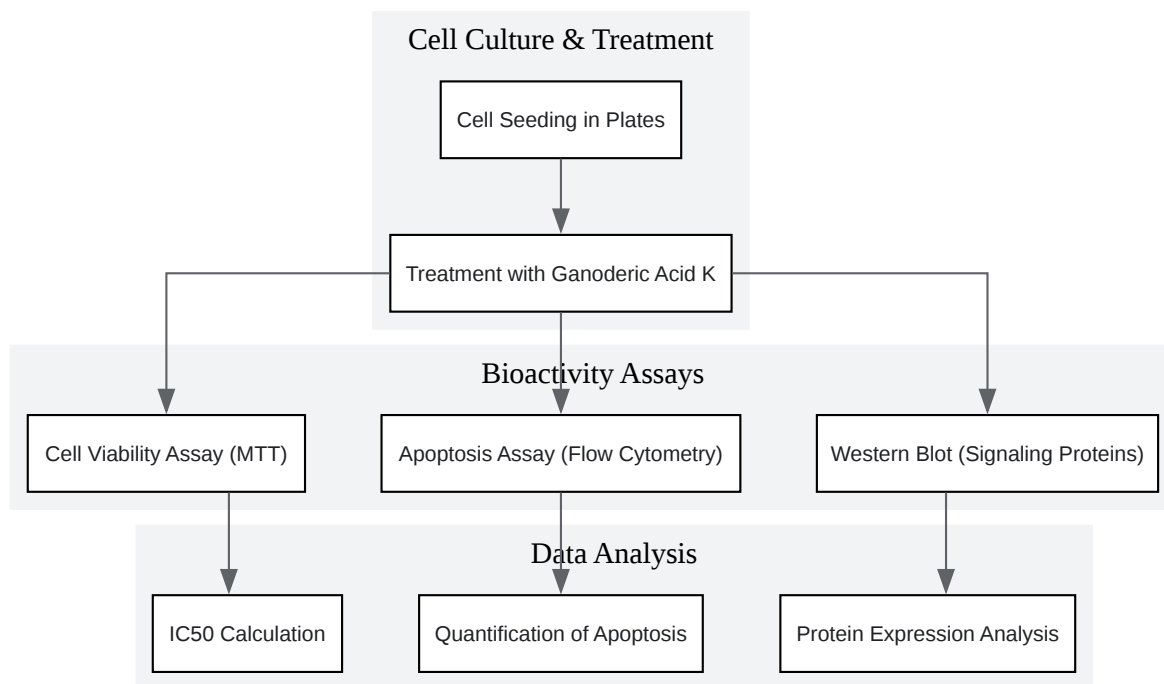 Cell Culture & Treatment
Cell Seeding in Plates
Treatment with Ganoderic Acid K
Bioactivity Assays
Cell Viability Assay (MTT)
Apoptosis Assay (Flow Cytometry)
Western Blot (Signaling Proteins)
Data Analysis
IC50 Calculation
Quantification of Apoptosis
Protein Expression Analysis